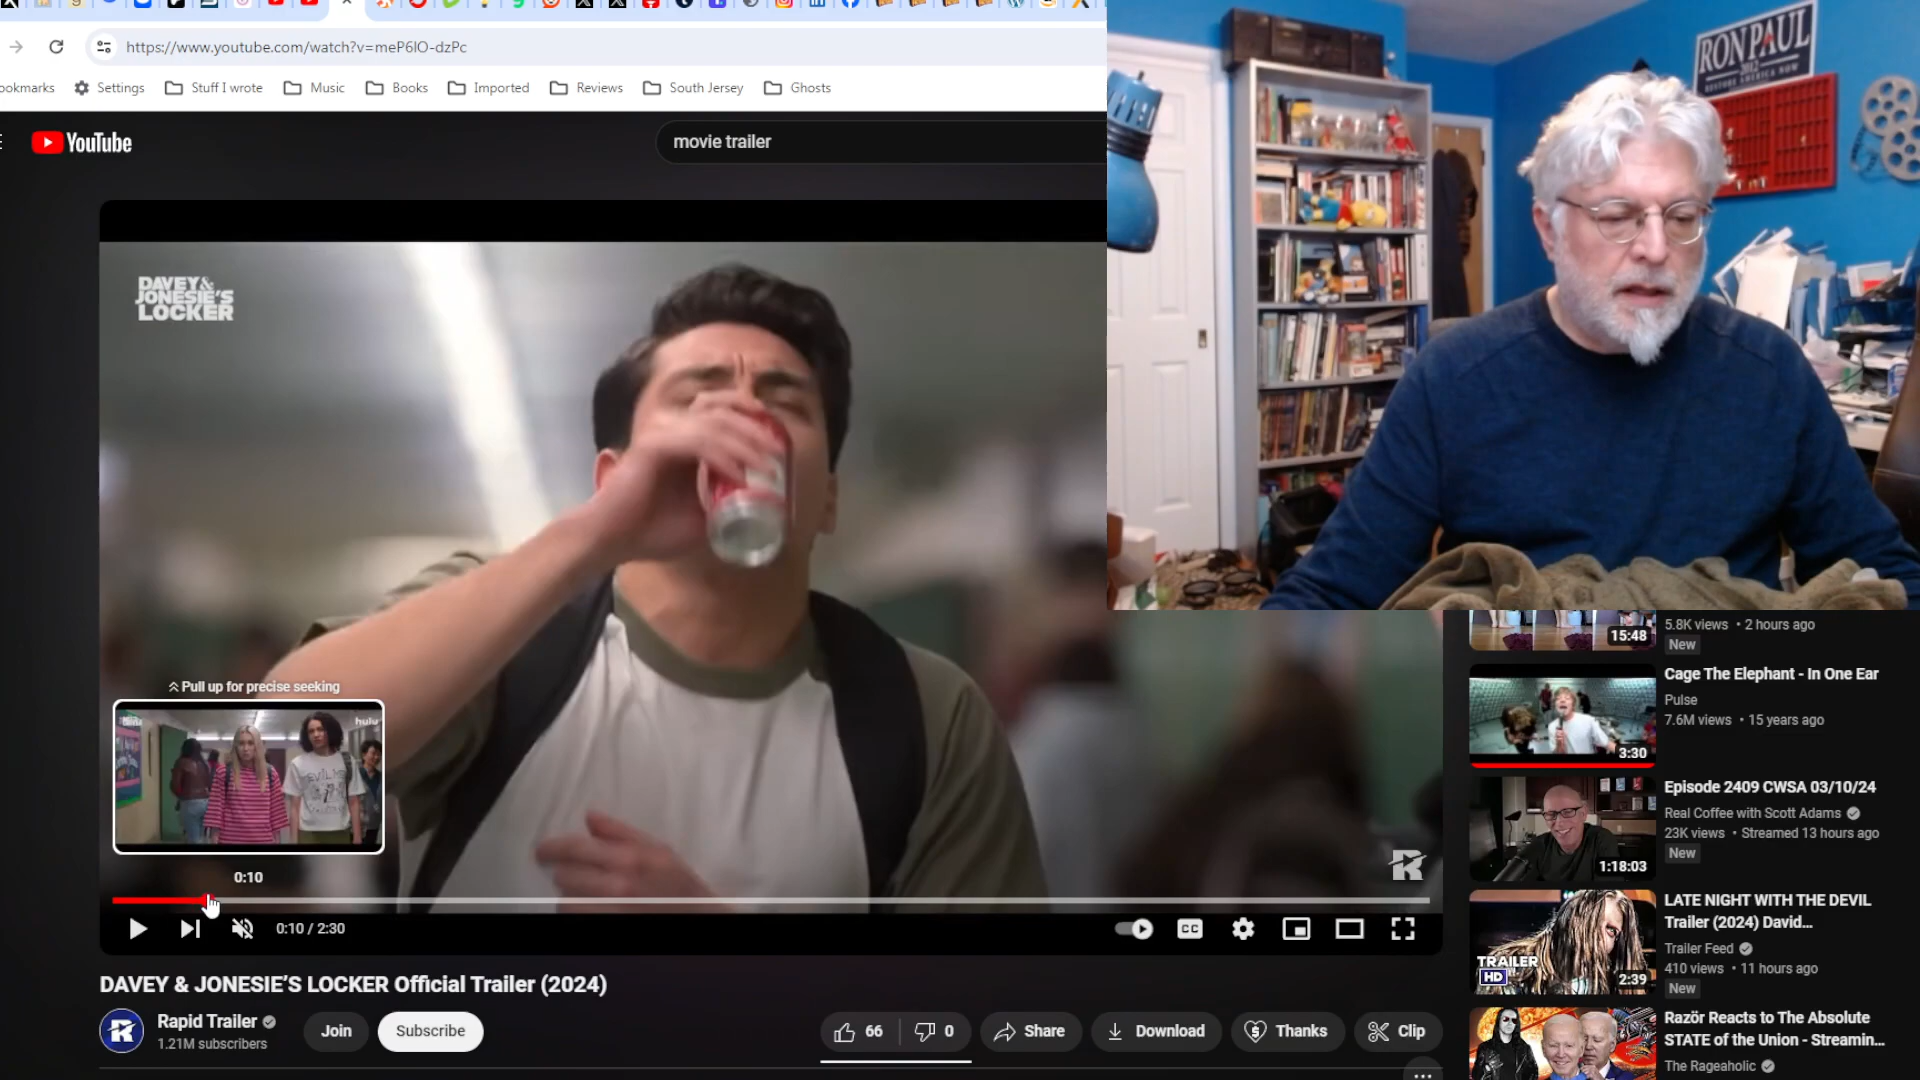 https://www.youtube.com/watch?v=meP6lO-dzPc
ookmarks Settings Stuff I wrote Music Books Imported Reviews South Jersey Ghosts
YouTube
movie trailer
RON PAUL
2012
RESTORE AMERICA NOW
DAVEY &
JONESIE'S
LOCKER
Pull up for precise seeking
hulu
EVIL
0:10
0:10 / 2:30
CC
DAVEY & JONESIE'S LOCKER Official Trailer (2024)
Rapid Trailer
1.21M subscribers
Join
Subscribe
66
0
Share
Download
Thanks
Clip
15:48
5.8K views • 2 hours ago
New
3:30
Cage The Elephant - In One Ear
Pulse
7.6M views • 15 years ago
1:18:03
Episode 2409 CWSA 03/10/24
Real Coffee with Scott Adams
23K views • Streamed 13 hours ago
New
TRAILER
HD
2:39
LATE NIGHT WITH THE DEVIL
Trailer (2024) David...
Trailer Feed
410 views • 11 hours ago
New
Razör Reacts to The Absolute
STATE of the Union - Streamin...
The Rageaholic